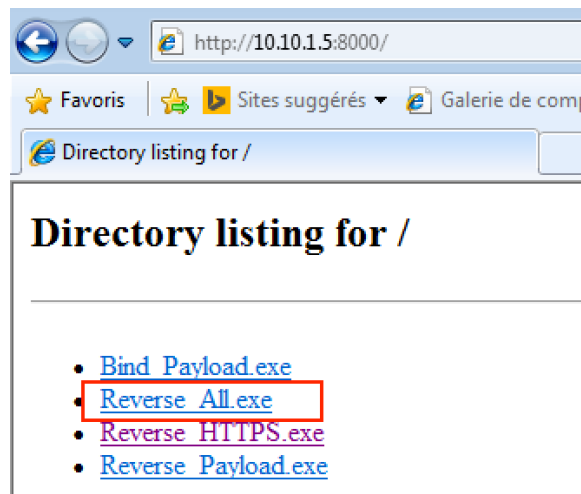 http://10.10.1.5:8000/
Favoris Sites suggérés Galerie de comp
Directory listing for /
Directory listing for /
Bind_Payload.exe
Reverse_All.exe
Reverse_HTTPS.exe
Reverse_Payload.exe